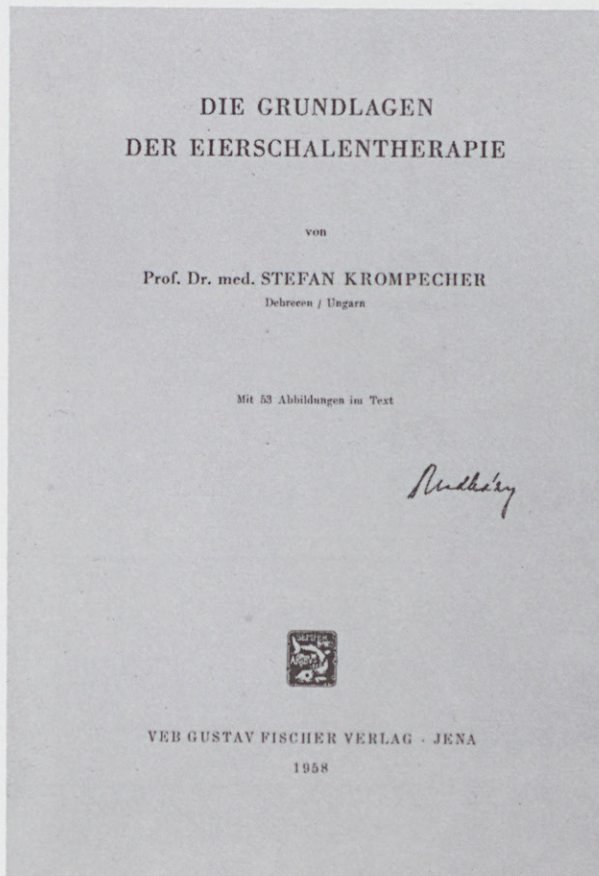 DIE GRUNDLAGEN
DER EIERSCHALENTHERAPIE
von
Prof. Dr. med. STEFAN KROMPECHER
Debrecen / Ungarn
Mit 53 Abbildungen im Text
SEMPER
VEB GUSTAV FISCHER VERLAG · JENA
1958